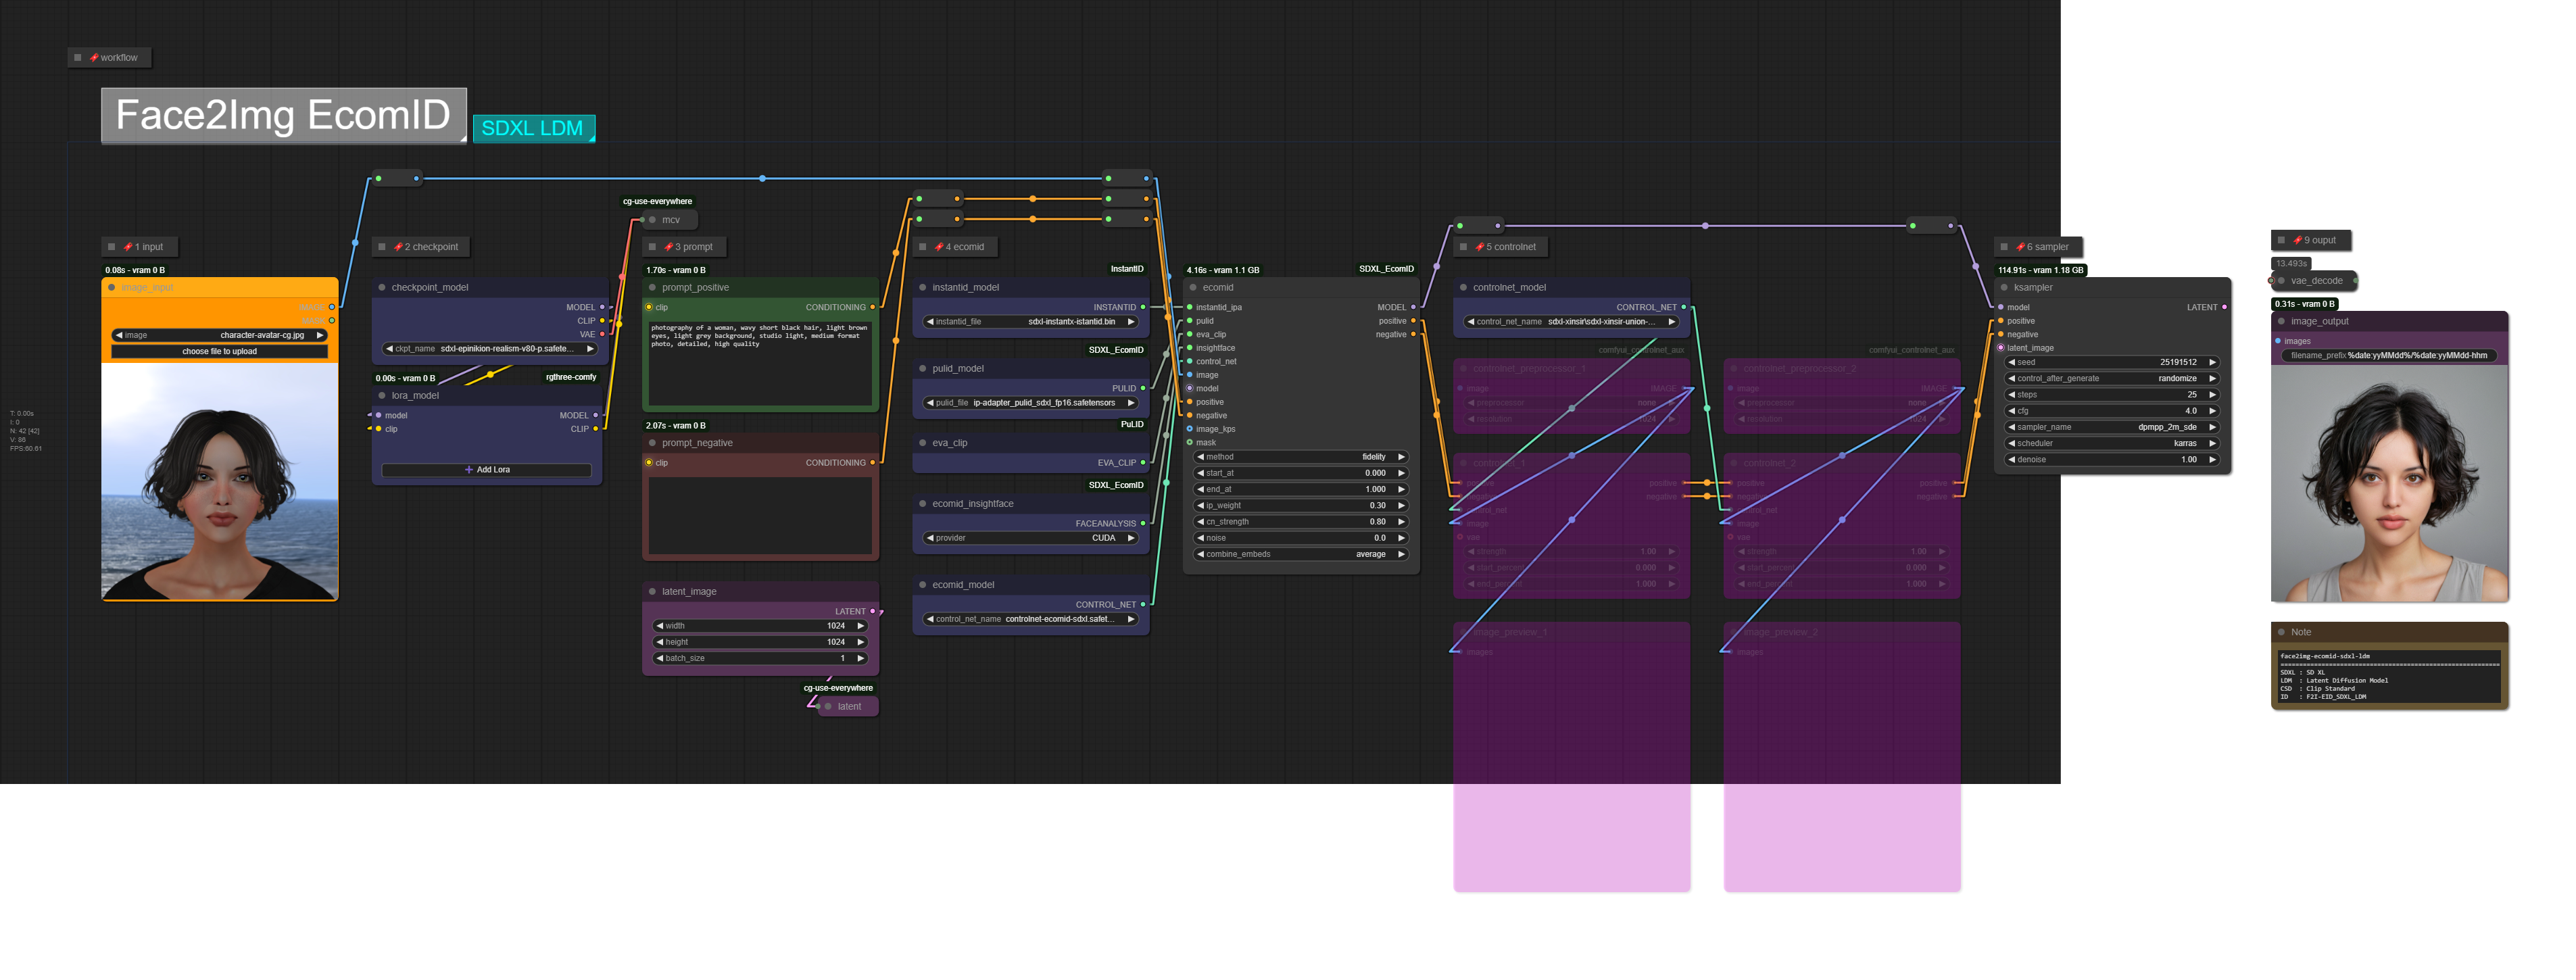 workflow
Face2Img EcomID
SDXL LDM
1 input
0.08s - vram 0 B
image_input
IMAGE
MASK
image character-avatar-cg.jpg
choose file to upload
T: 0.00s
I: 0
N: 42 [42]
V: 86
FPS:60.61
2 checkpoint
checkpoint_model
MODEL
CLIP
VAE
ckpt_name sdxl-epinikion-realism-v80-p.safete...
0.00s - vram 0 B
rgthree-comfy
lora_model
model MODEL
clip CLIP
Add Lora
cg-use-everywhere
mcv
3 prompt
1.70s - vram 0 B
prompt_positive
clip CONDITIONING
photography of a woman, wavy short black hair, light brown
eyes, light grey background, studio light, medium format
photo, detailed, high quality
2.07s - vram 0 B
prompt_negative
clip CONDITIONING
latent_image
LATENT
width 1024
height 1024
batch_size 1
cg-use-everywhere
latent
4 ecomid
InstantID
instantid_model
INSTANTID
instantid_file sdxl-instantx-istantid.bin
SDXL_EcomID
pulid_model
PULID
pulid_file ip-adapter_pulid_sdxl_fp16.safetensors
PuLID
eva_clip
EVA_CLIP
SDXL_EcomID
ecomid_insightface
FACEANALYSIS
provider CUDA
ecomid_model
CONTROL_NET
control_net_name controlnet-ecomid-sdxl.safet...
4.16s - vram 1.1 GB
SDXL_EcomID
ecomid
instantid_ipa MODEL
pulid positive
eva_clip negative
insightface
control_net
image
model
positive
negative
image_kps
mask
method fidelity
start_at 0.000
end_at 1.000
ip_weight 0.30
cn_strength 0.80
noise 0.0
combine_embeds average
5 controlnet
controlnet_model
CONTROL_NET
control_net_name sdxl-xinsir\sdxl-xinsir-union-...
comfyui_controlnet_aux
controlnet_preprocessor_1
image IMAGE
preprocessor none
resolution 1024
controlnet_1
positive positive
negative negative
control_net
image
vae
strength 1.00
start_percent 0.000
end_percent 1.000
image_preview_1
images
comfyui_controlnet_aux
controlnet_preprocessor_2
image IMAGE
preprocessor none
resolution 1024
controlnet_2
positive positive
negative negative
control_net
image
vae
strength 1.00
start_percent 0.000
end_percent 1.000
image_preview_2
images
6 sampler
114.91s - vram 1.18 GB
ksampler
model LATENT
positive
negative
latent_image
seed 25191512
control_after_generate randomize
steps 25
cfg 4.0
sampler_name dpmpp_2m_sde
scheduler karras
denoise 1.00
9 ouput
13.493s
vae_decode
0.31s - vram 0 B
image_output
images
filename_prefix %date:yyMMdd%/%date:yyMMdd-hhm
Note
face2img-ecomid-sdxl-ldm
SDXL : SD XL
LDM : Latent Diffusion Model
CSD : Clip Standard
ID : F2I-EID_SDXL_LDM